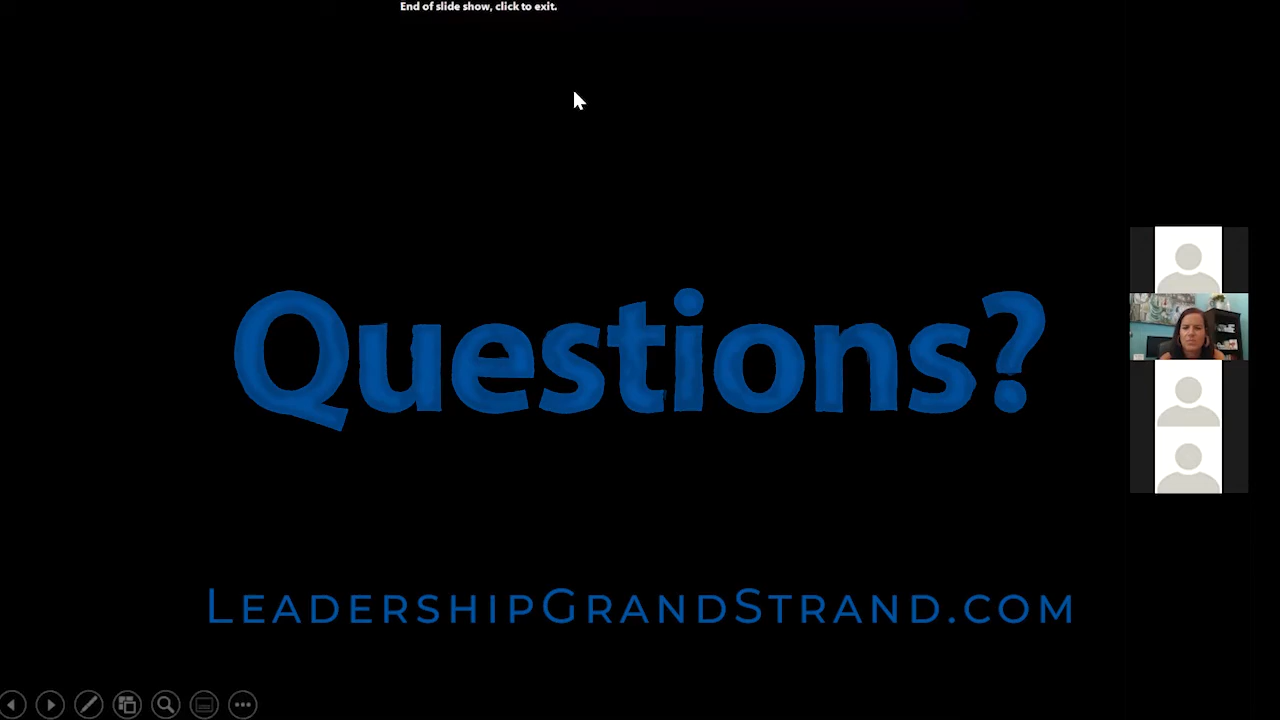 End of slide show, click to exit.
Questions?
LEADERSHIPGRANDSTRAND.COM